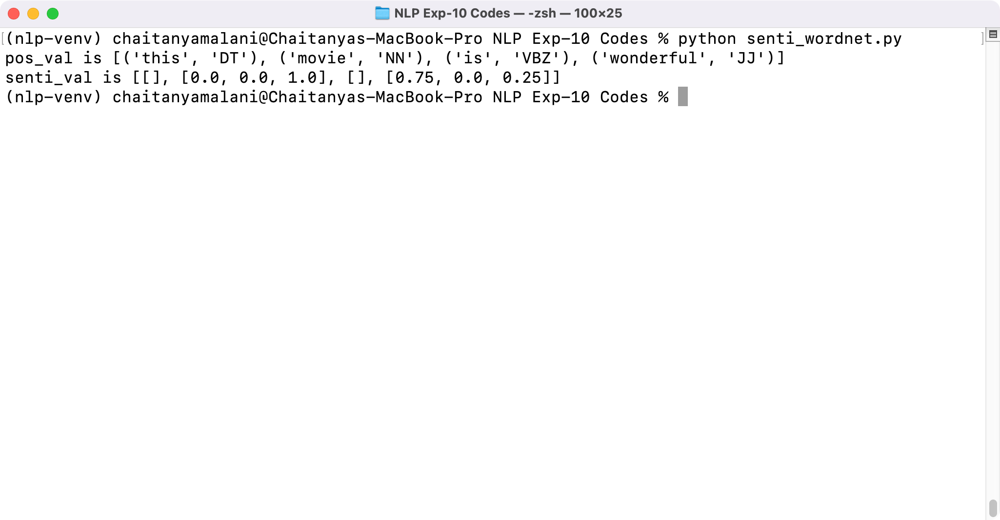 NLP Exp-10 Codes — -zsh — 100×25
(nlp-venv) chaitanyamalani@Chaitanyas-MacBook-Pro NLP Exp-10 Codes % python senti_wordnet.py
pos_val is [('this', 'DT'), ('movie', 'NN'), ('is', 'VBZ'), ('wonderful', 'JJ')]
senti_val is [[], [0.0, 0.0, 1.0], [], [0.75, 0.0, 0.25]]
(nlp-venv) chaitanyamalani@Chaitanyas-MacBook-Pro NLP Exp-10 Codes %